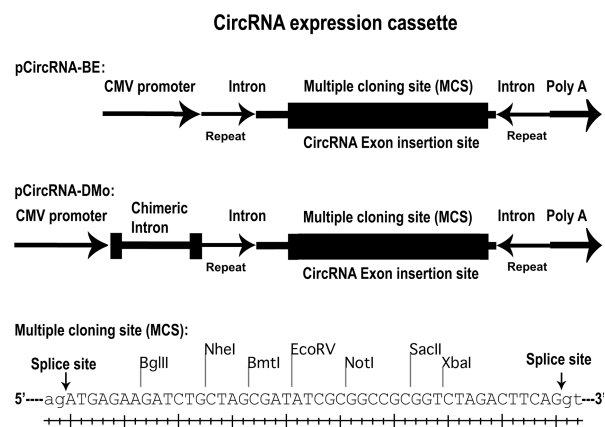 CircRNA expression cassette
pCircRNA-BE:
CMV promoter Intron Multiple cloning site (MCS) Intron Poly A
Repeat CircRNA Exon insertion site Repeat
pCircRNA-DMo:
CMV promoter Chimeric Intron Intron Multiple cloning site (MCS) Intron Poly A
Repeat CircRNA Exon insertion site Repeat
Multiple cloning site (MCS):
Splice site BglII NheI BmtI EcoRV NotI SacII XbaI Splice site
5'----agATGAGAAGATCTGCTAGCGATATCGCGGCCGCGGTCTAGACTTCAGgt---3'